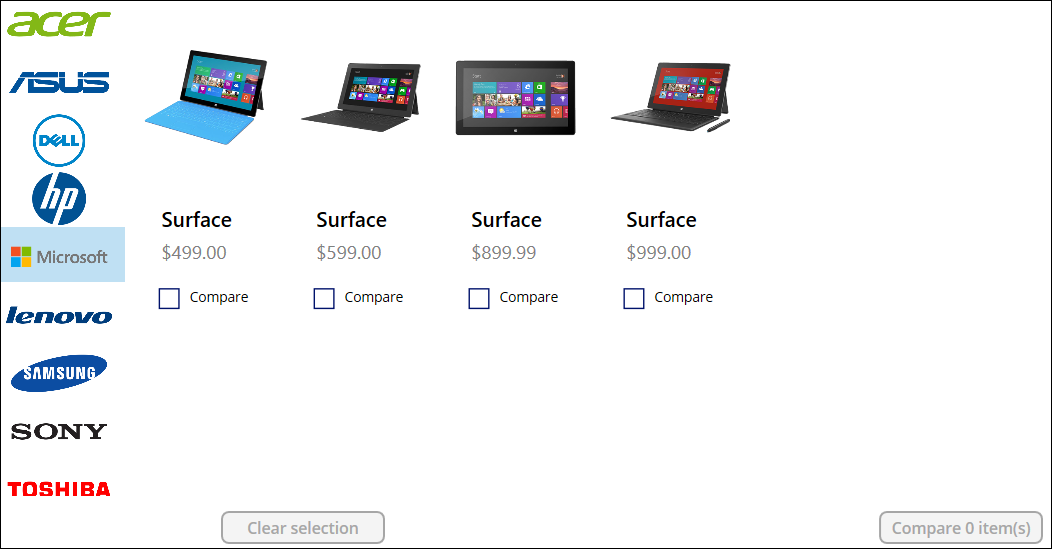 acer
ASUS
DELL
hp
Microsoft
lenovo
SAMSUNG
SONY
TOSHIBA
Surface
$499.00
Compare
Surface
$599.00
Compare
Surface
$899.99
Compare
Surface
$999.00
Compare
Clear selection
Compare 0 item(s)